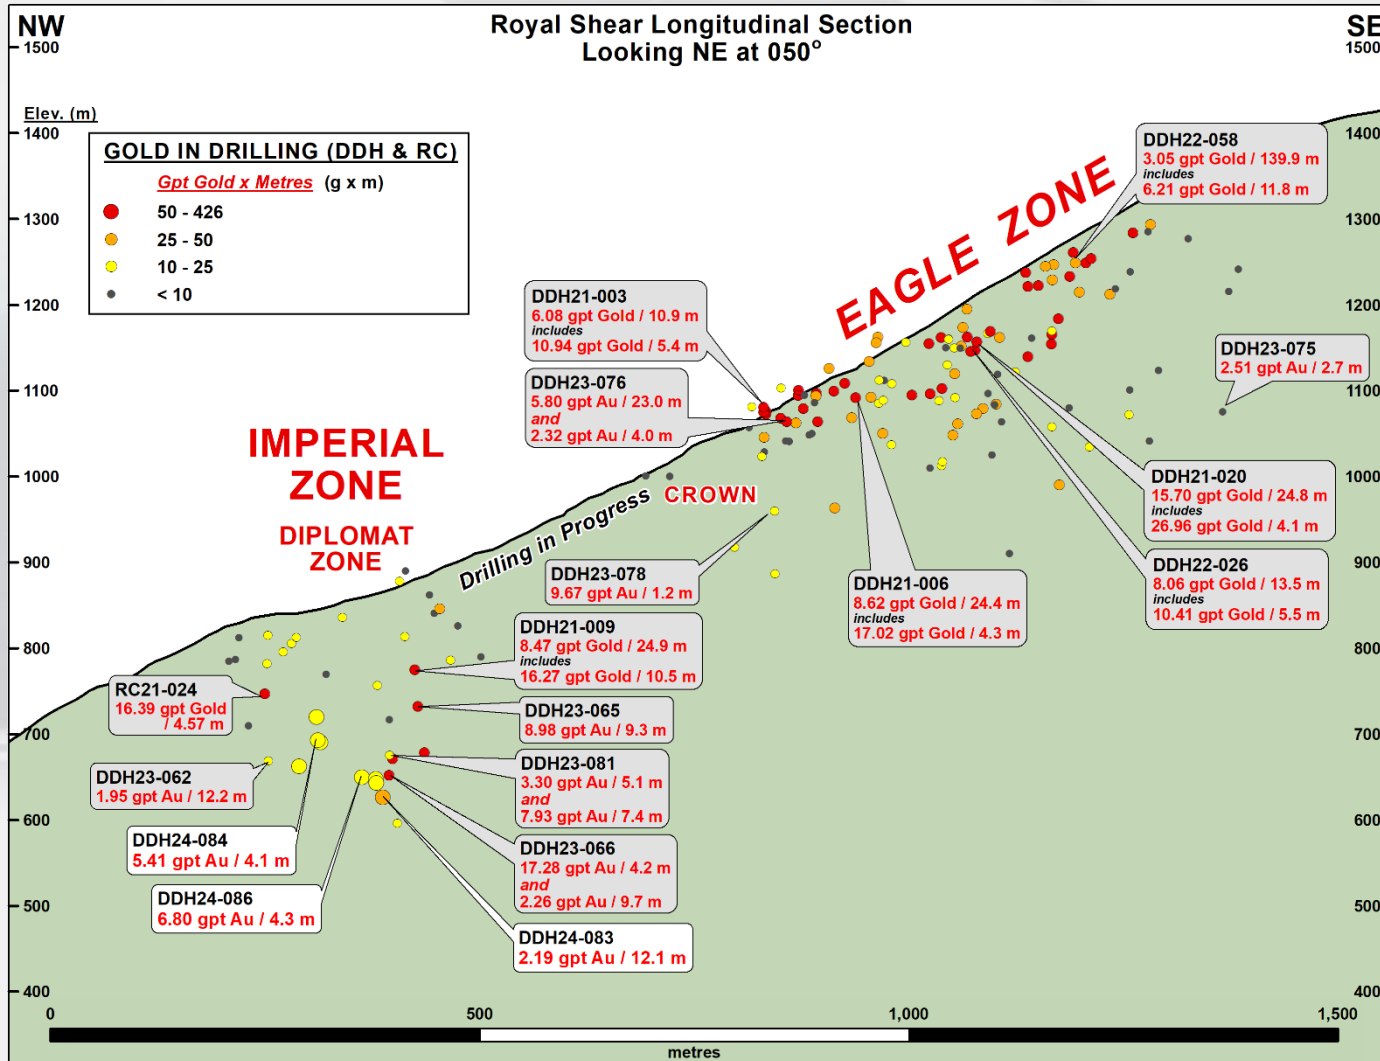 NW
Royal Shear Longitudinal Section
Looking NE at 050°
SE
1500
1500
Elev. (m)
1400
1400
GOLD IN DRILLING (DDH & RC)
Gpt Gold x Metres (g x m)
50 - 426
25 - 50
10 - 25
< 10
DDH22-058
3.05 gpt Gold / 139.9 m
includes
6.21 gpt Gold / 11.8 m
1300
1300
EAGLE ZONE
1200
1200
DDH21-003
6.08 gpt Gold / 10.9 m
includes
10.94 gpt Gold / 5.4 m
DDH23-075
2.51 gpt Au / 2.7 m
1100
1100
DDH23-076
5.80 gpt Au / 23.0 m
and
2.32 gpt Au / 4.0 m
IMPERIAL
ZONE
DIPLOMAT
ZONE
1000
1000
Drilling in Progress
CROWN
DDH21-020
15.70 gpt Gold / 24.8 m
includes
26.96 gpt Gold / 4.1 m
900
900
DDH23-078
9.67 gpt Au / 1.2 m
DDH21-006
8.62 gpt Gold / 24.4 m
includes
17.02 gpt Gold / 4.3 m
DDH22-026
8.06 gpt Gold / 13.5 m
includes
10.41 gpt Gold / 5.5 m
800
800
DDH21-009
8.47 gpt Gold / 24.9 m
includes
16.27 gpt Gold / 10.5 m
RC21-024
16.39 gpt Gold
/ 4.57 m
700
700
DDH23-065
8.98 gpt Au / 9.3 m
DDH23-062
1.95 gpt Au / 12.2 m
DDH23-081
3.30 gpt Au / 5.1 m
and
7.93 gpt Au / 7.4 m
600
600
DDH24-084
5.41 gpt Au / 4.1 m
DDH23-066
17.28 gpt Au / 4.2 m
and
2.26 gpt Au / 9.7 m
DDH24-086
6.80 gpt Au / 4.3 m
500
500
DDH24-083
2.19 gpt Au / 12.1 m
400
400
0
500
1,000
1,500
metres